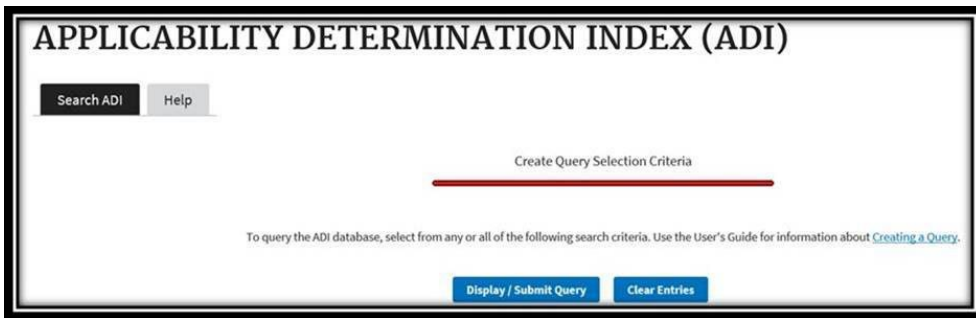 APPLICABILITY DETERMINATION INDEX (ADI)
Search ADI Help
Create Query Selection Criteria
To query the ADI database, select from any or all of the following search criteria. Use the User's Guide for information about Creating a Query.
Display / Submit Query Clear Entries